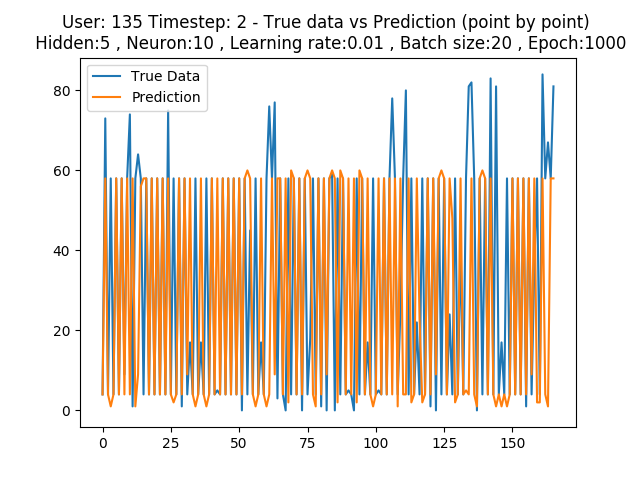 User: 135 Timestep: 2 - True data vs Prediction (point by point)
Hidden:5 , Neuron:10 , Learning rate:0.01 , Batch size:20 , Epoch:1000
True Data
Prediction
80
60
40
20
0
0 25 50 75 100 125 150